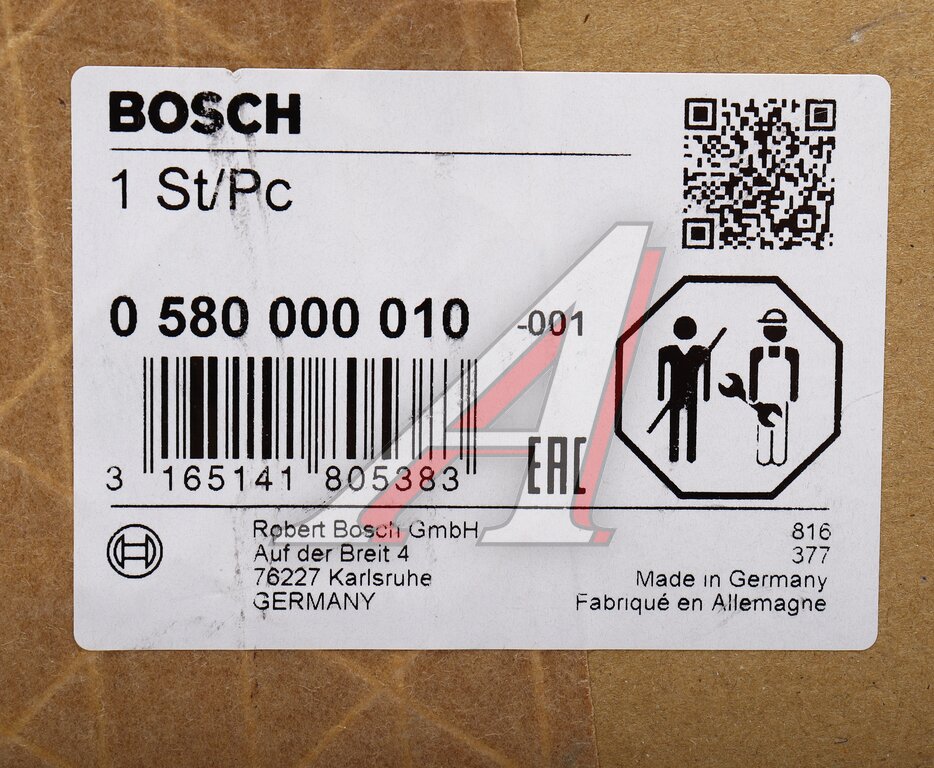 BOSCH
1 St/Pc
0 580 000 010 -001
3 165141 805383
EAC
Robert Bosch GmbH
Auf der Breit 4
76227 Karlsruhe
GERMANY
816
377
Made in Germany
Fabriqué en Allemagne